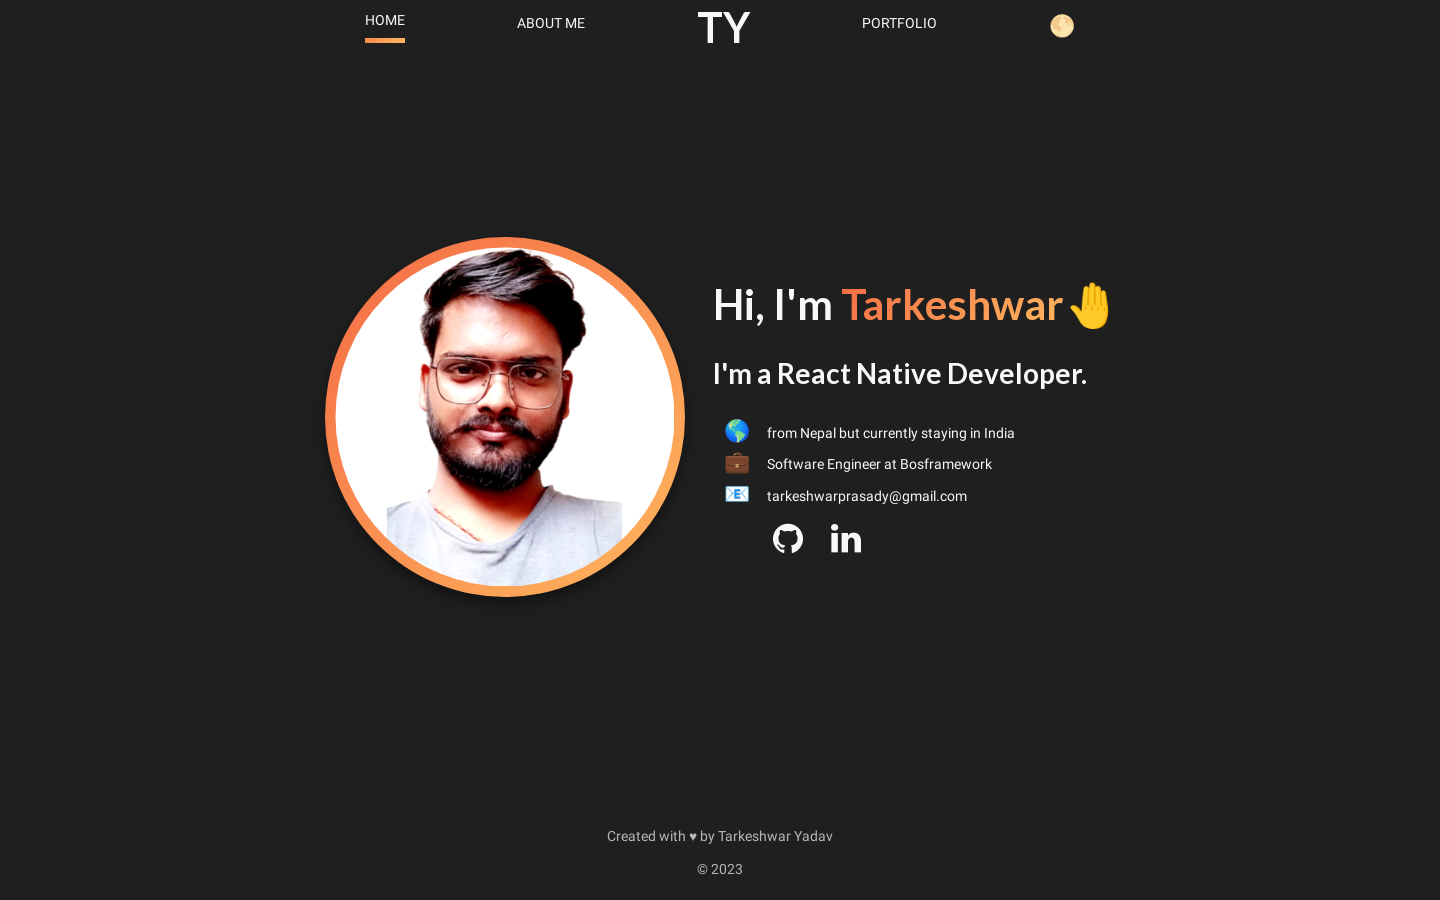 HOME
ABOUT ME
TY
PORTFOLIO
Hi, I'm Tarkeshwar🤚
I'm a React Native Developer.
from Nepal but currently staying in India
Software Engineer at Bosframework
tarkeshwarprasady@gmail.com
Created with ♥ by Tarkeshwar Yadav
© 2023